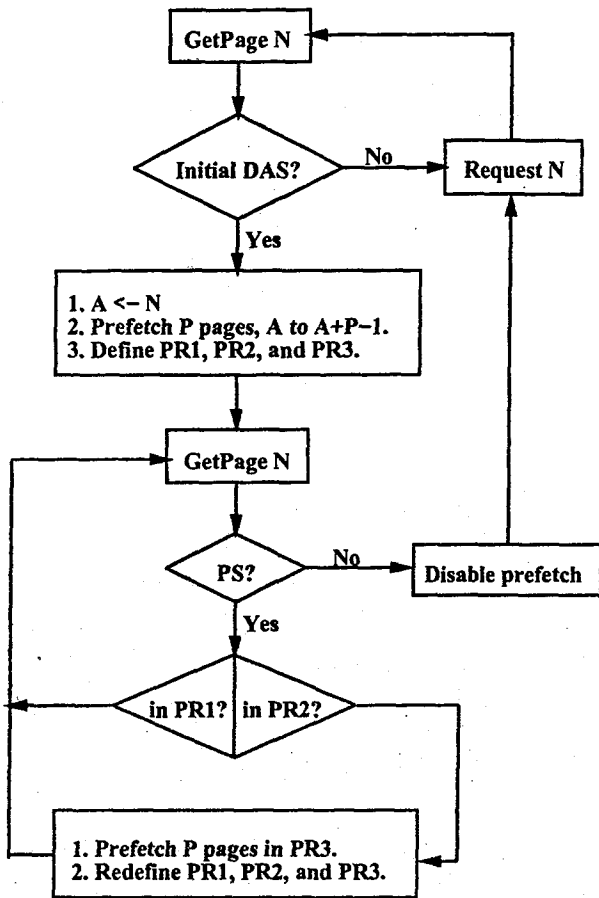 GetPage N
Initial DAS?
No
Request N
Yes
1. A <− N
2. Prefetch P pages, A to A+P−1.
3. Define PR1, PR2, and PR3.
GetPage N
PS?
No
Disable prefetch
Yes
in PR1?
in PR2?
1. Prefetch P pages in PR3.
2. Redefine PR1, PR2, and PR3.